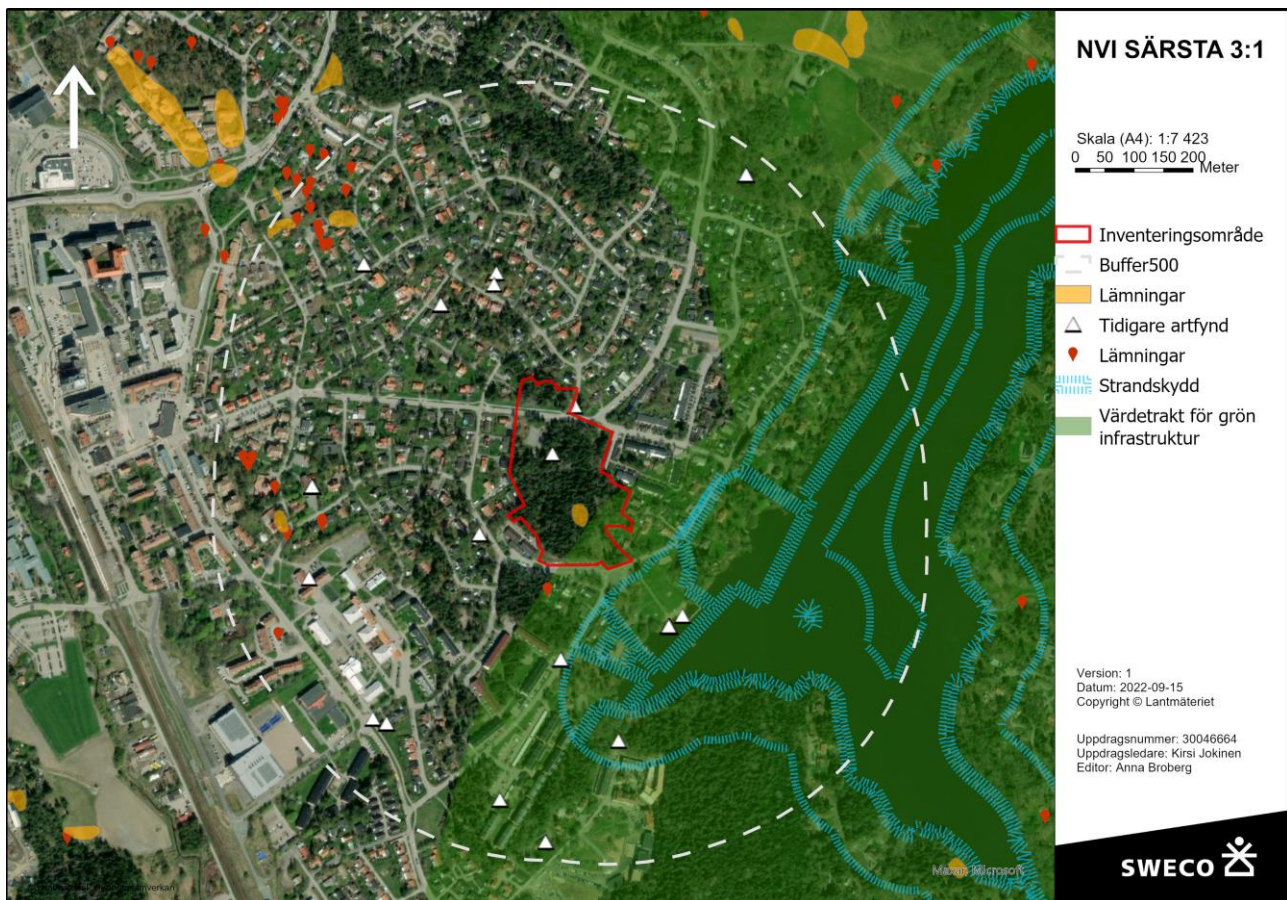 NVI SÄRSTA 3:1
Skala (A4): 1:7 423
0 50 100 150 200 Meter
Inventeringsområde
Buffer500
Lämningar
Tidigare artfynd
Lämningar
Strandskydd
Värdetrakt för grön
infrastruktur
Version: 1
Datum: 2022-09-15
Copyright © Lantmäteriet
Uppdragsnummer: 30046664
Uppdragsledare: Kirsi Jokinen
Editor: Anna Broberg
SWECO
Microsoft